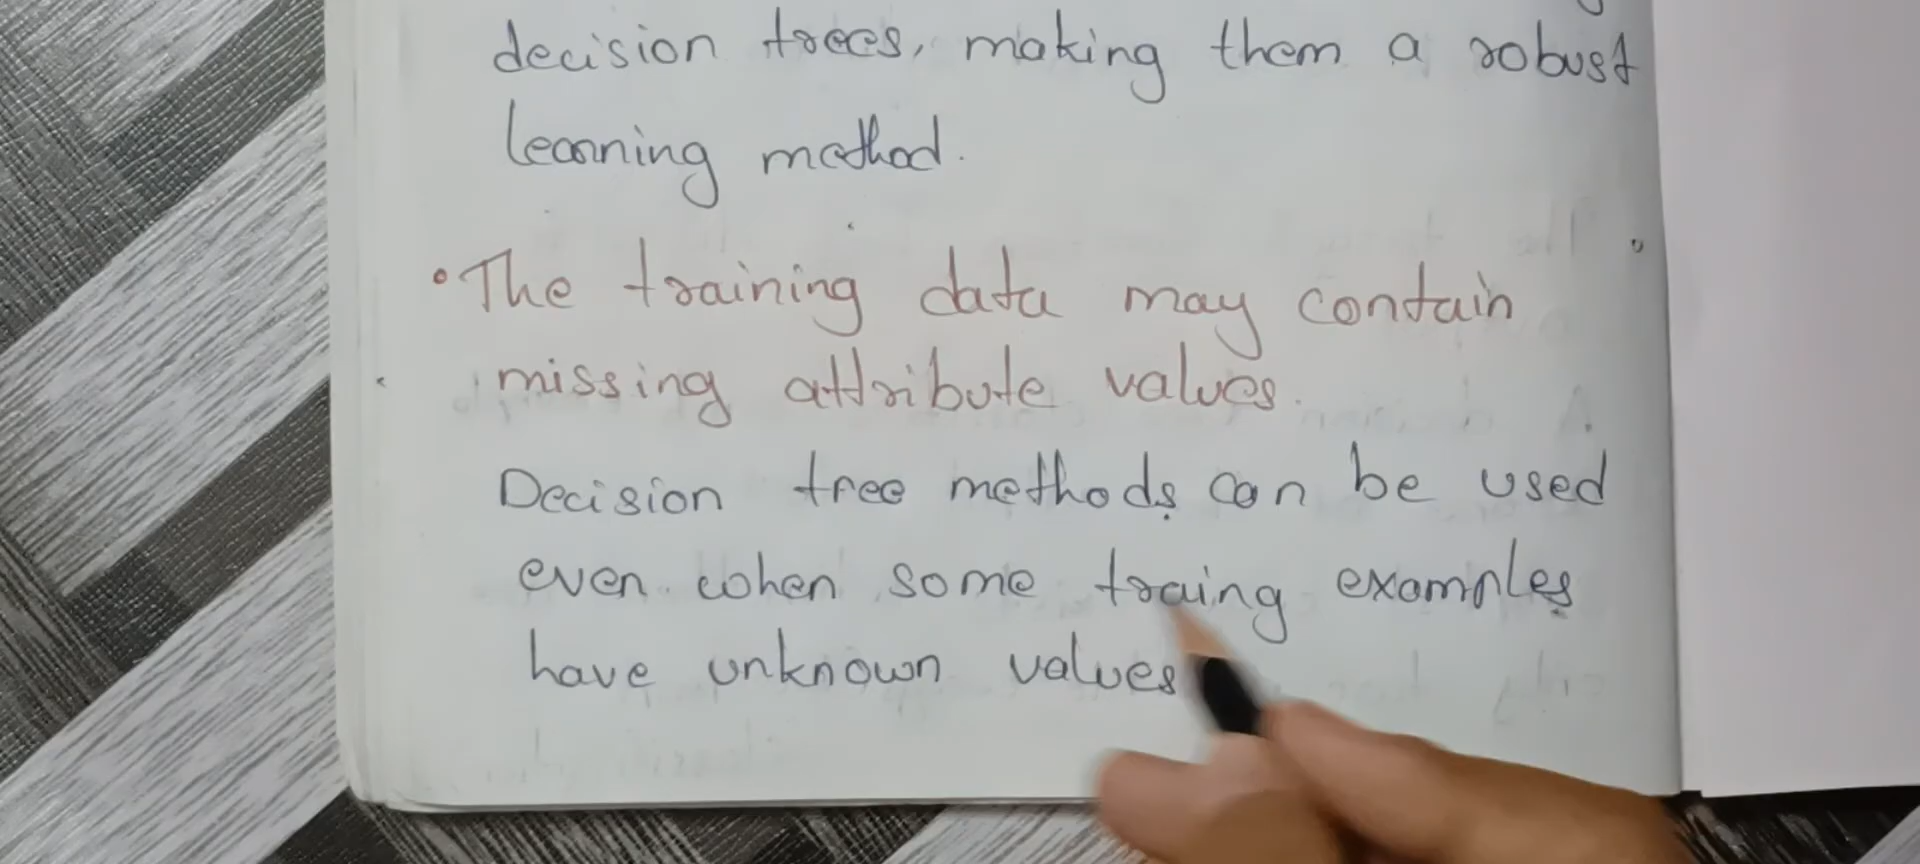 decision trees, making them a robust
learning method.
• The training data may contain
missing attribute values.
Decision tree methods can be used
even when some traing examples
have unknown values